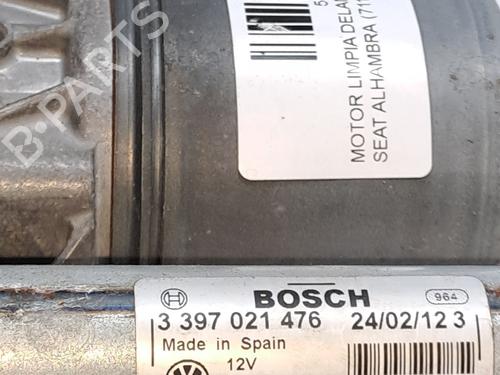 B-PARTS
5
MOTOR LIMPIA
SEAT ALHAMBRA (71
BOSCH 964
3 397 021 476 24/02/12 3
Made in Spain
12V